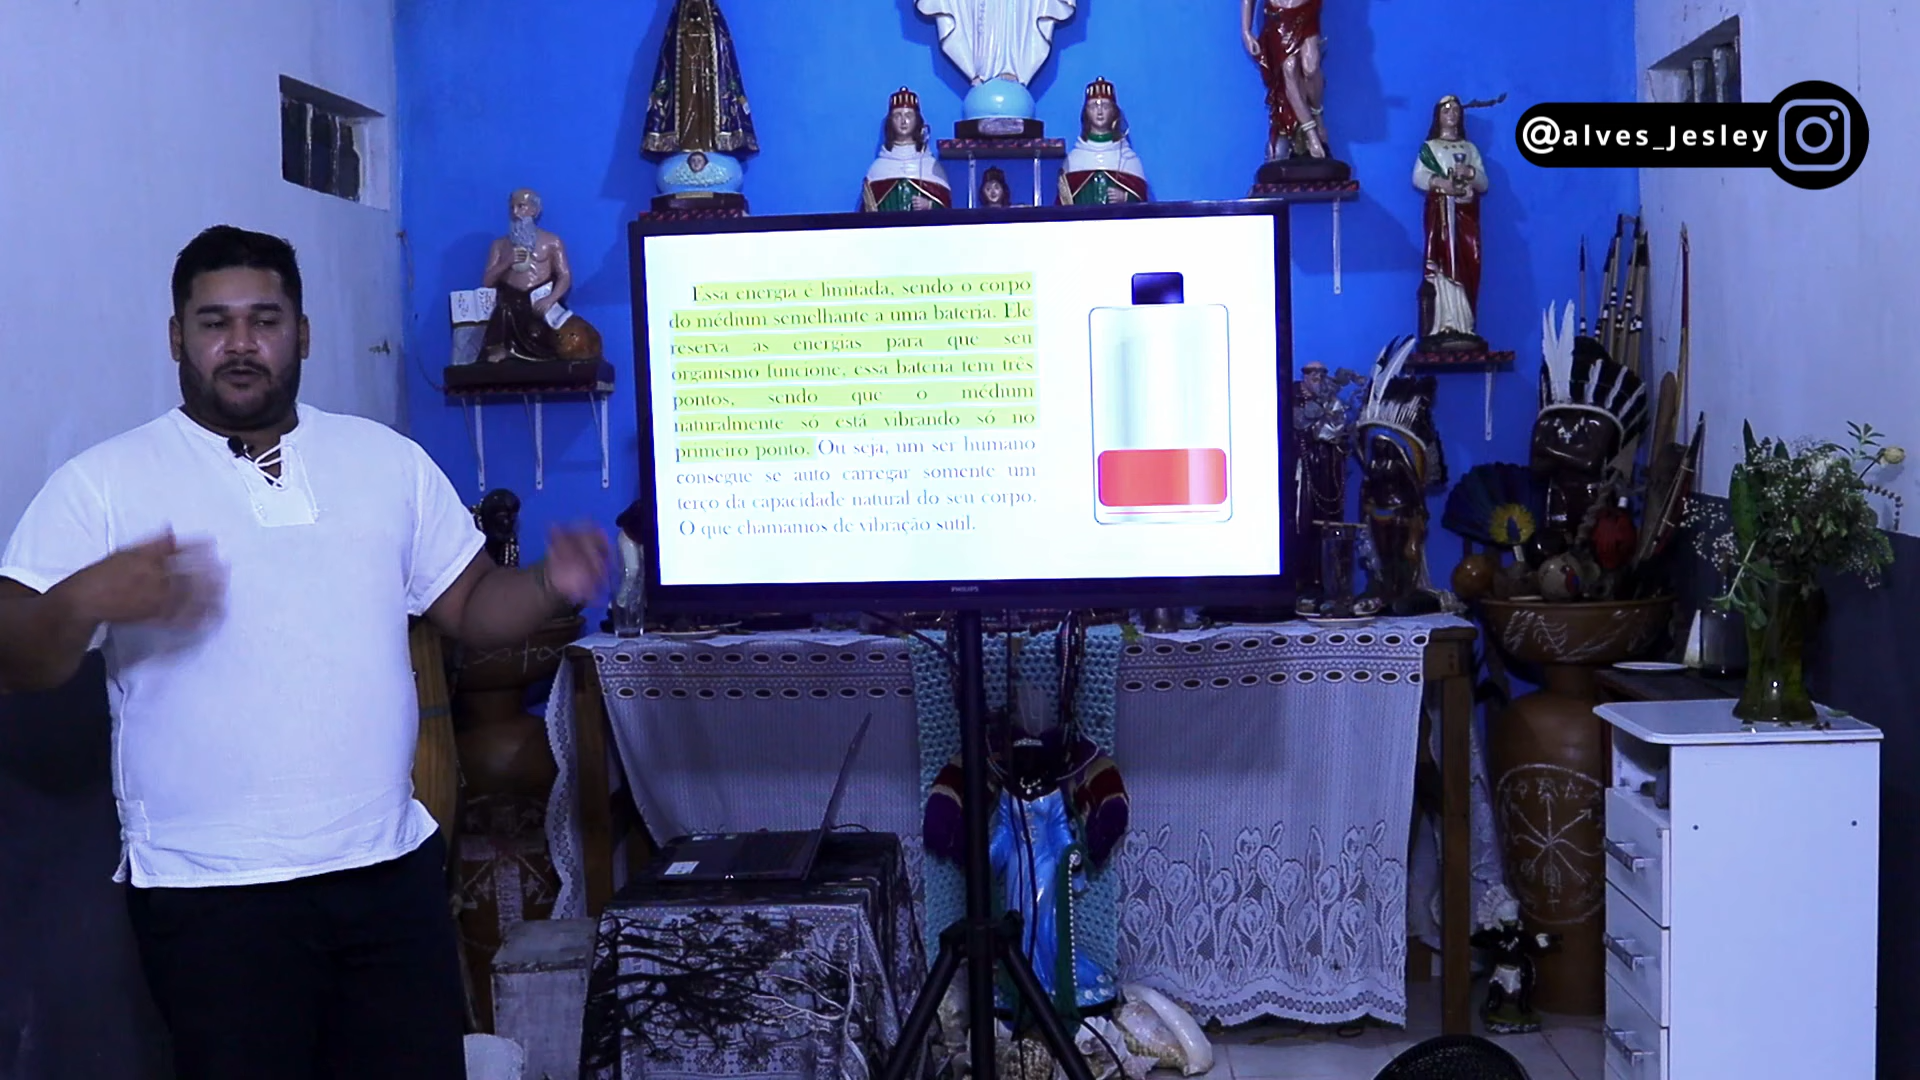 @alves_Jesley
Essa energia é limitada, sendo o corpo
do médium semelhante a uma bateria. Ele
reserva as energias para que seu
organismo funcione, essa bateria tem três
pontos, sendo que o médium
naturalmente só está vibrando só no
primeiro ponto. Ou seja, um ser humano
consegue se auto carregar somente um
terço da capacidade natural do seu corpo.
O que chamamos de vibração sutil.
PHILIPS